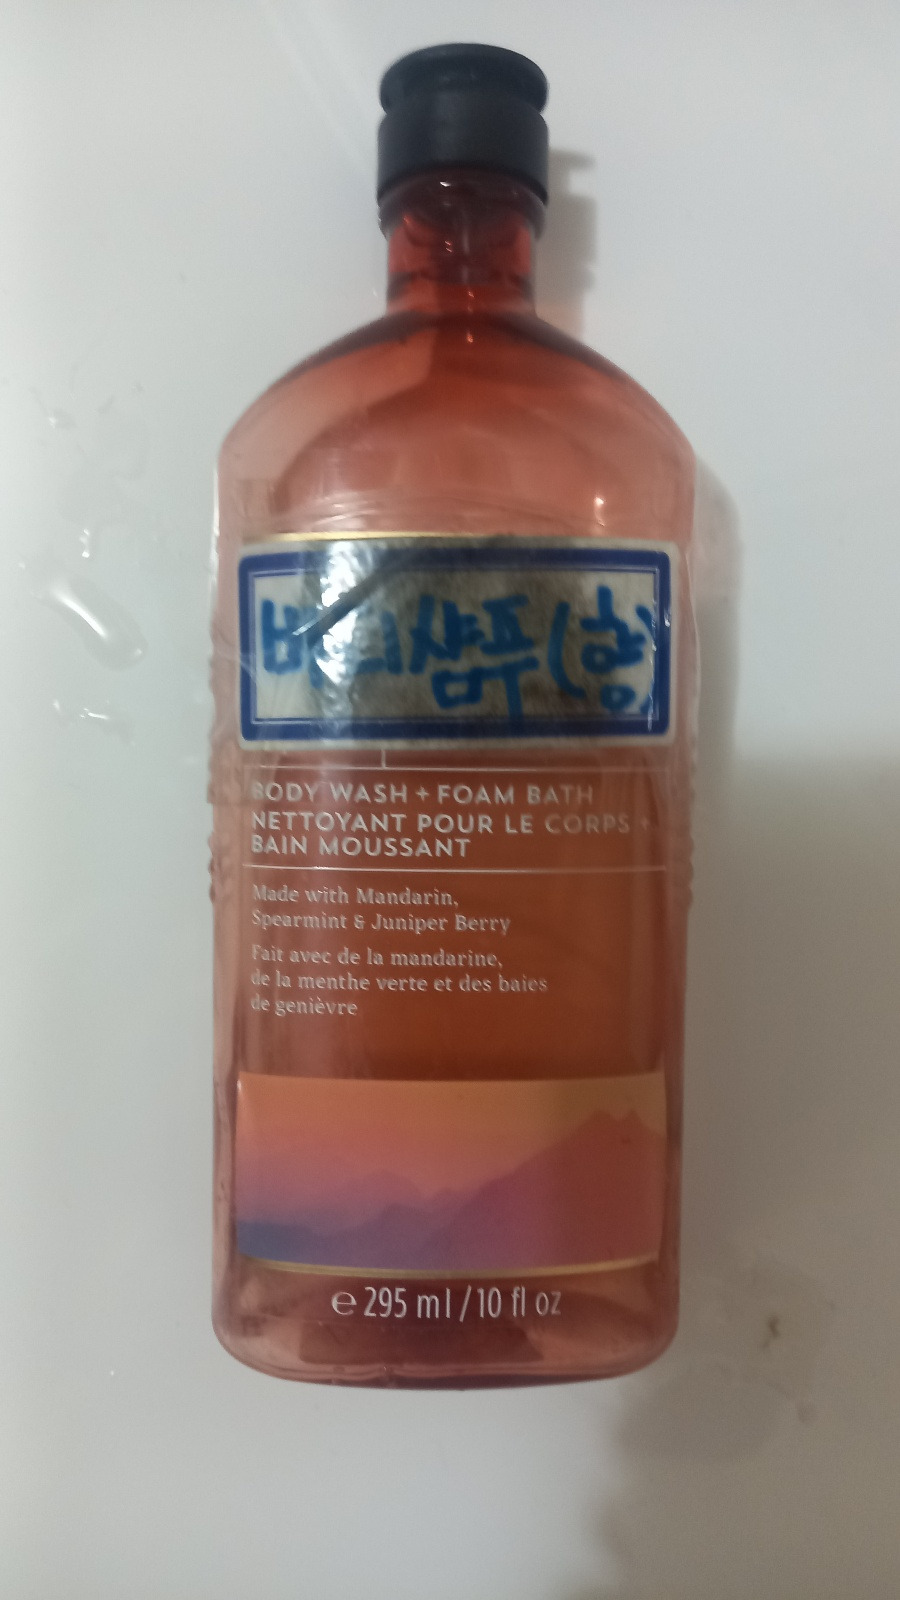 바디샴푸(향)
BODY WASH + FOAM BATH
NETTOYANT POUR LE CORPS +
BAIN MOUSSANT
Made with Mandarin,
Spearmint & Juniper Berry
Fait avec de la mandarine,
de la menthe verte et des baies
de genièvre
℮ 295 ml / 10 fl oz